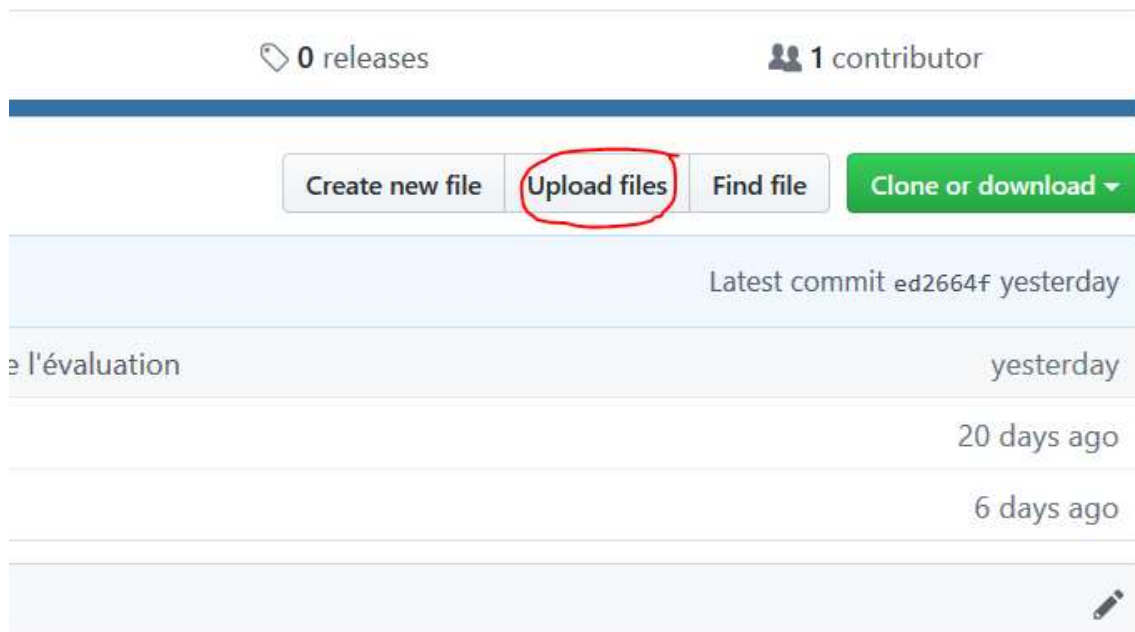 0 releases 1 contributor
Create new file Upload files Find file Clone or download
Latest commit ed2664f yesterday
e l'évaluation yesterday
20 days ago
6 days ago